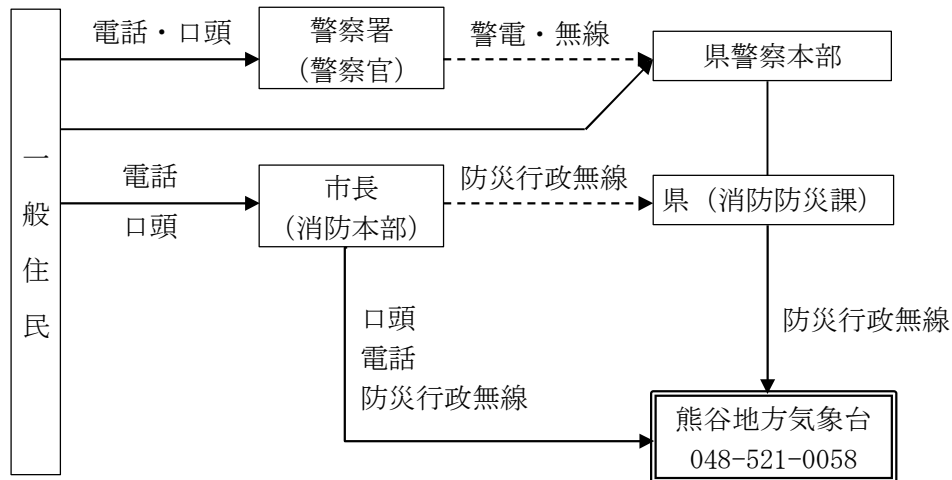 電話・口頭
警察署
（警察官）
警電・無線
県警察本部
一般住民
電話
口頭
市長
（消防本部）
防災行政無線
県（消防防災課）
口頭
電話
防災行政無線
防災行政無線
熊谷地方気象台
048-521-0058